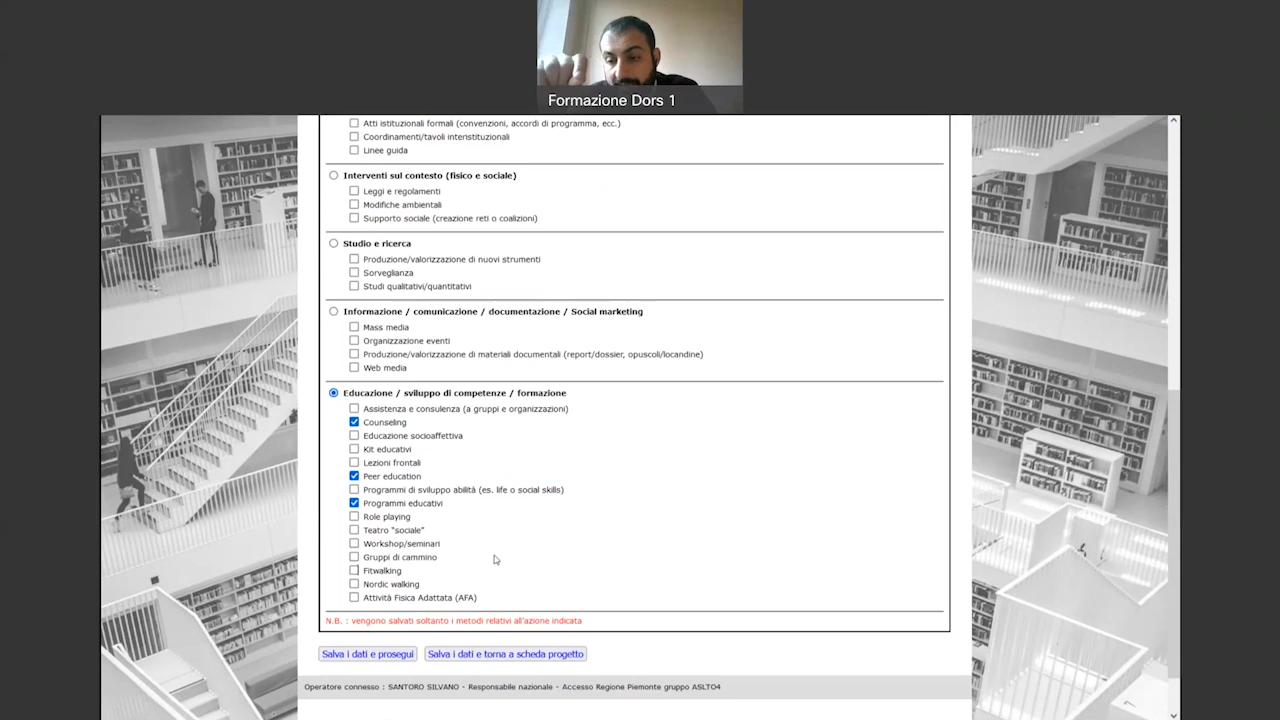 Formazione Dors 1
Atti istituzionali formali (convenzioni, accordi di programma, ecc.)
Coordinamenti/tavoli interistituzionali
Linee guida
Interventi sul contesto (fisico e sociale)
Leggi e regolamenti
Modifiche ambientali
Supporto sociale (creazione reti o coalizioni)
Studio e ricerca
Produzione/valorizzazione di nuovi strumenti
Sorveglianza
Studi qualitativi/quantitativi
Informazione / comunicazione / documentazione / Social marketing
Mass media
Organizzazione eventi
Produzione/valorizzazione di materiali documentali (report/dossier, opuscoli/locandine)
Web media
Educazione / sviluppo di competenze / formazione
Assistenza e consulenza (a gruppi e organizzazioni)
Counseling
Educazione socioaffettiva
Kit educativi
Lezioni frontali
Peer education
Programmi di sviluppo abilità (es. life o social skills)
Programmi educativi
Role playing
Teatro "sociale"
Workshop/seminari
Gruppi di cammino
Fitwalking
Nordic walking
Attività Fisica Adattata (AFA)
N.B. : vengono salvati soltanto i metodi relativi all'azione indicata
Salva i dati e prosegui Salva i dati e torna a scheda progetto
Operatore connesso : SANTORO SILVANO - Responsabile nazionale - Accesso Regione Piemonte gruppo ASLTO4